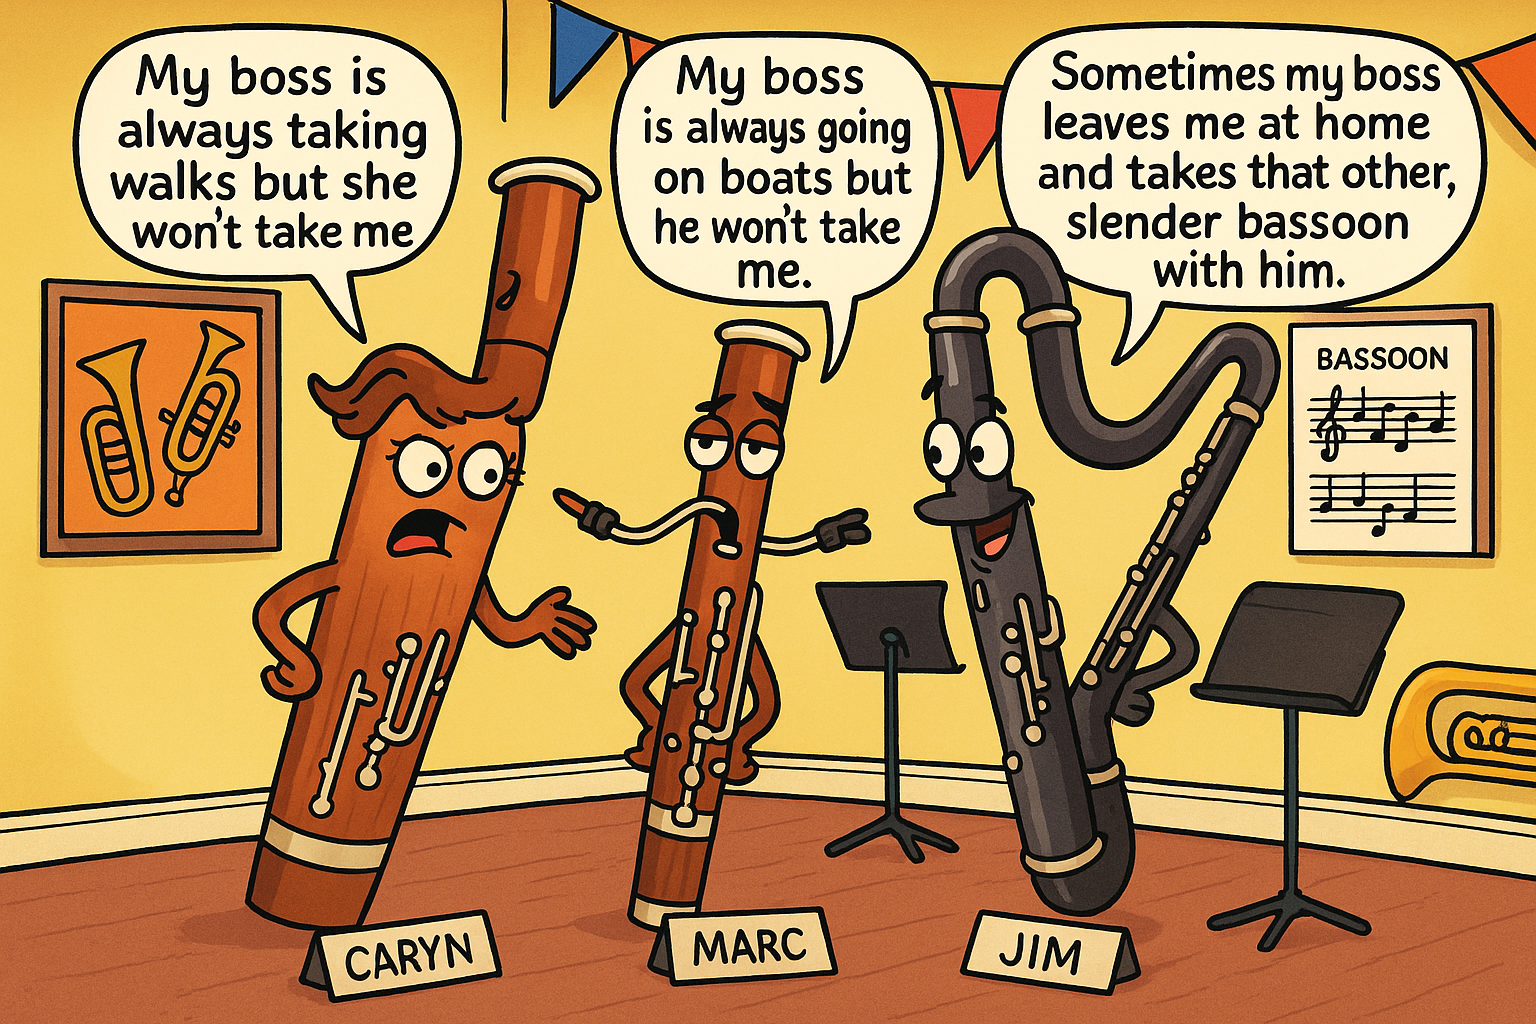 My boss is
always taking
walks but she
won't take me
My boss
is always going
on boats but
he won't take
me.
Sometimes my boss
leaves me at home
and takes that other,
slender bassoon
with him.
BASSOON
CARYN
MARC
JIM